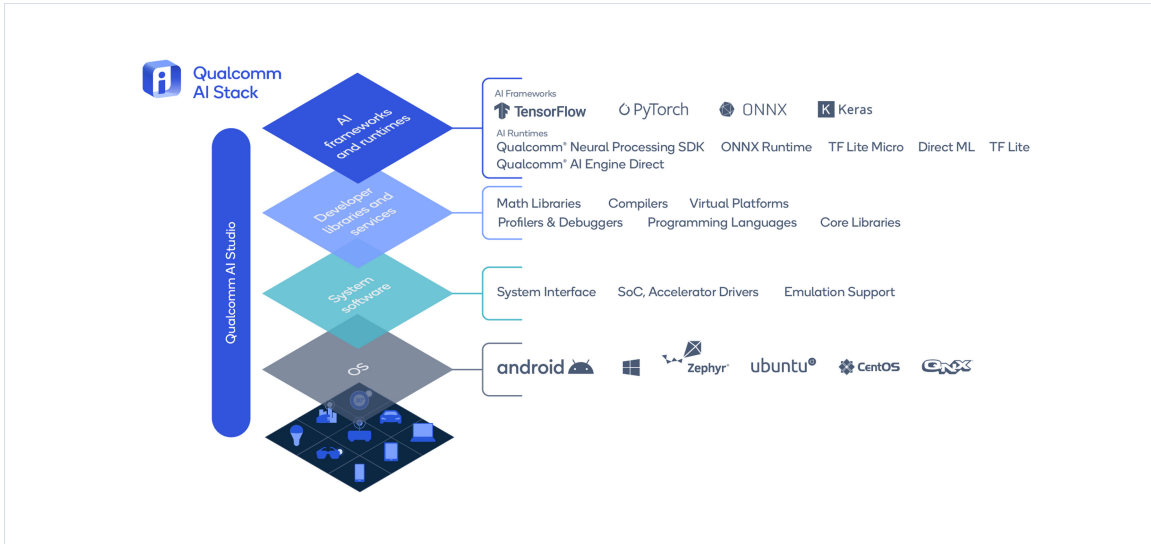 Qualcomm
AI Stack
Qualcomm AI Studio
AI
frameworks
and runtimes
AI Frameworks
TensorFlow PyTorch ONNX K Keras
AI Runtimes
Qualcomm® Neural Processing SDK ONNX Runtime TF Lite Micro Direct ML TF Lite
Qualcomm® AI Engine Direct
Developer
libraries and
services
Math Libraries Compilers Virtual Platforms
Profilers & Debuggers Programming Languages Core Libraries
System
software
System Interface SoC, Accelerator Drivers Emulation Support
OS
android Zephyr ubuntu CentOS QNX